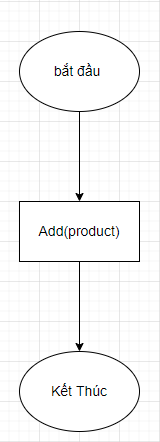 bắt đầu
Add(product)
Kết Thúc